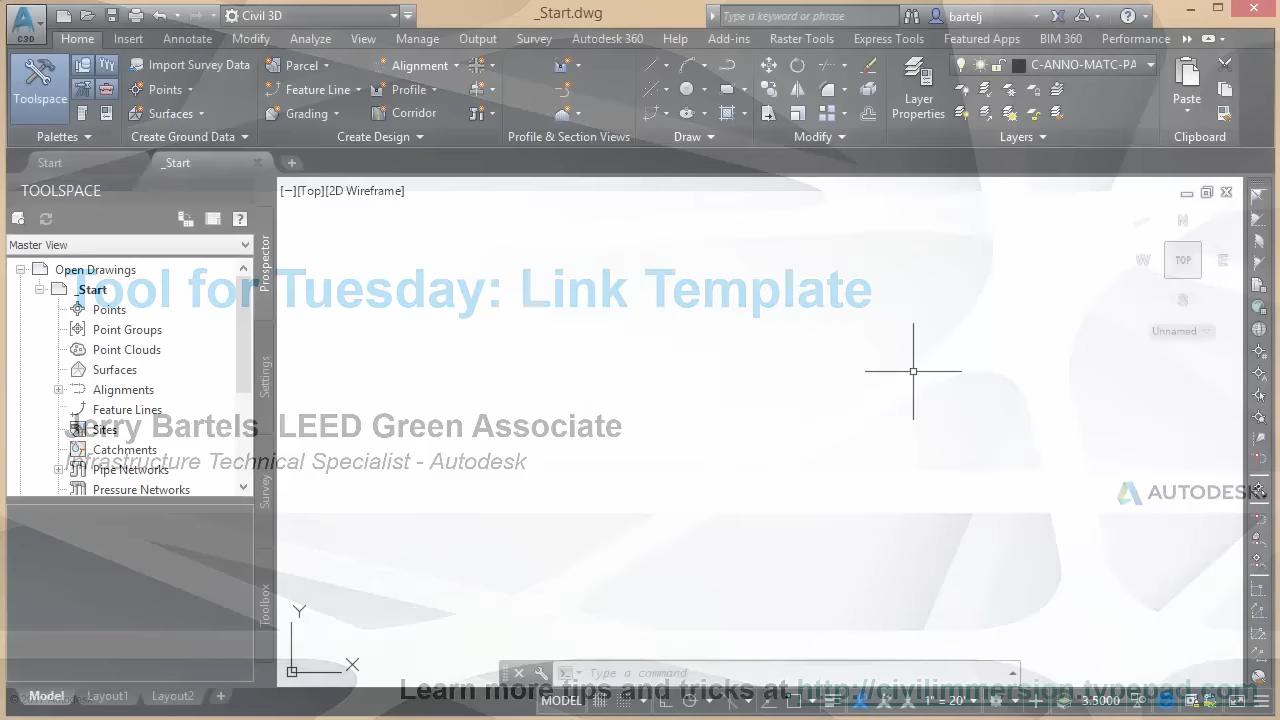 Civil 3D
_Start.dwg
Type a keyword or phrase
bartelj
C3D
Home Insert Annotate Modify Analyze View Manage Output Survey Autodesk 360 Help Add-ins Raster Tools Express Tools Featured Apps BIM 360 Performance
Toolspace
Import Survey Data
Points
Surfaces
Parcel
Feature Line
Grading
Alignment
Profile
Corridor
Layer Properties
C-ANNO-MATC-PA
Paste
Palettes Create Ground Data Create Design Profile & Section Views Draw Modify Layers Clipboard
Start _Start
TOOLSPACE
[−][Top][2D Wireframe]
Master View
Prospector
Settings
Survey
Toolbox
Open Drawings
_Start
Points
Point Groups
Point Clouds
Surfaces
Alignments
Feature Lines
Sites
Catchments
Pipe Networks
Pressure Networks
N
W TOP E
S
Unnamed
Tool for Tuesday: Link Template
Jerry Bartels, LEED Green Associate
Infrastructure Technical Specialist - Autodesk
AUTODESK
Y
X
Type a command
Learn more tips and tricks at http://civilimmersion.typepad.com
Model Layout1 Layout2 +
MODEL
1" = 20'
3.5000